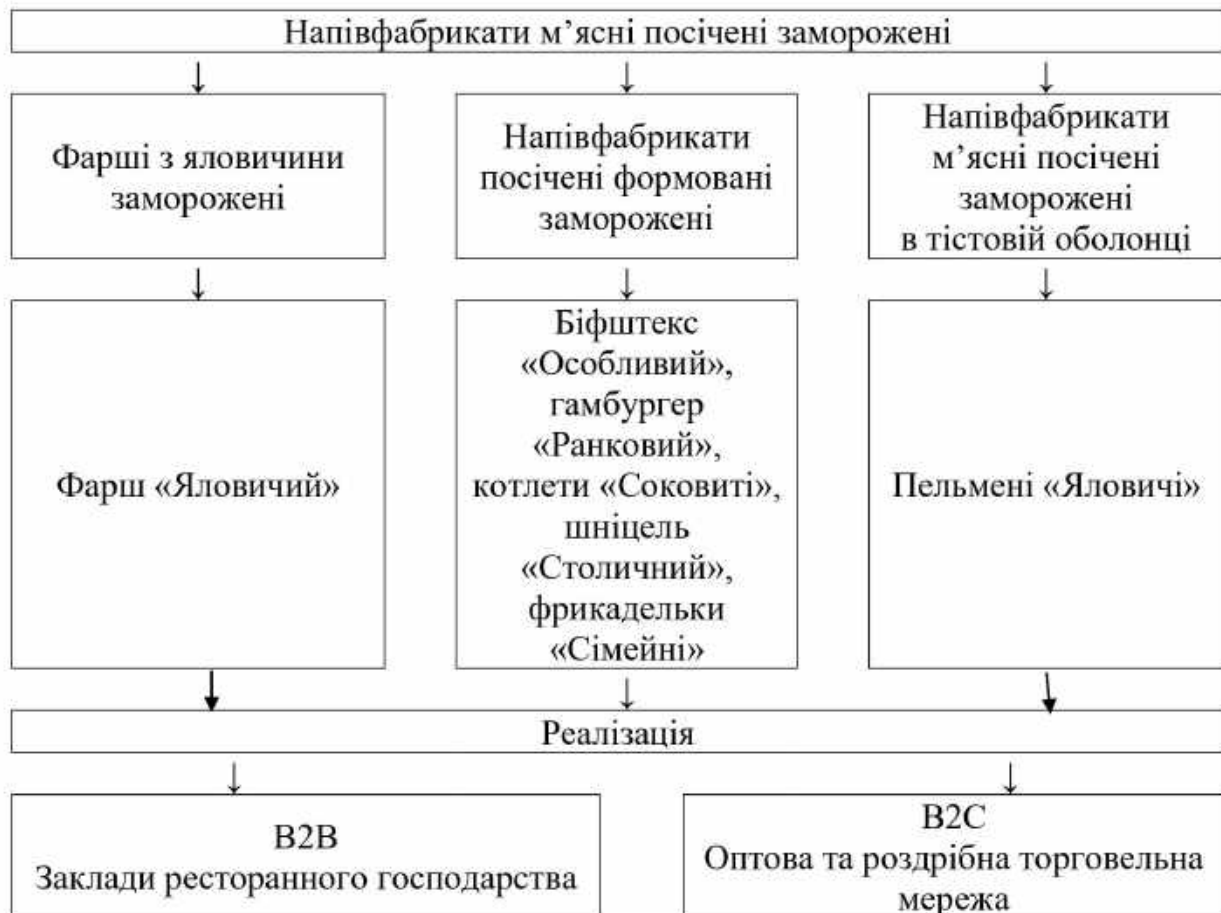 Напівфабрикати м’ясні посічені заморожені
↓
↓
↓
Фарші з яловичини
заморожені
Напівфабрикати
посічені формовані
заморожені
Напівфабрикати
м’ясні посічені
заморожені
в тістовій оболонці
↓
↓
↓
Фарш «Яловичий»
Біфштекс
«Особливий»,
гамбургер
«Ранковий»,
котлети «Соковиті»,
шніцель
«Столичний»,
фрикадельки
«Сімейні»
Пельмені «Яловичі»
↓
Реалізація
↓
↓
В2В
Заклади ресторанного господарства
В2С
Оптова та роздрібна торговельна
мережа